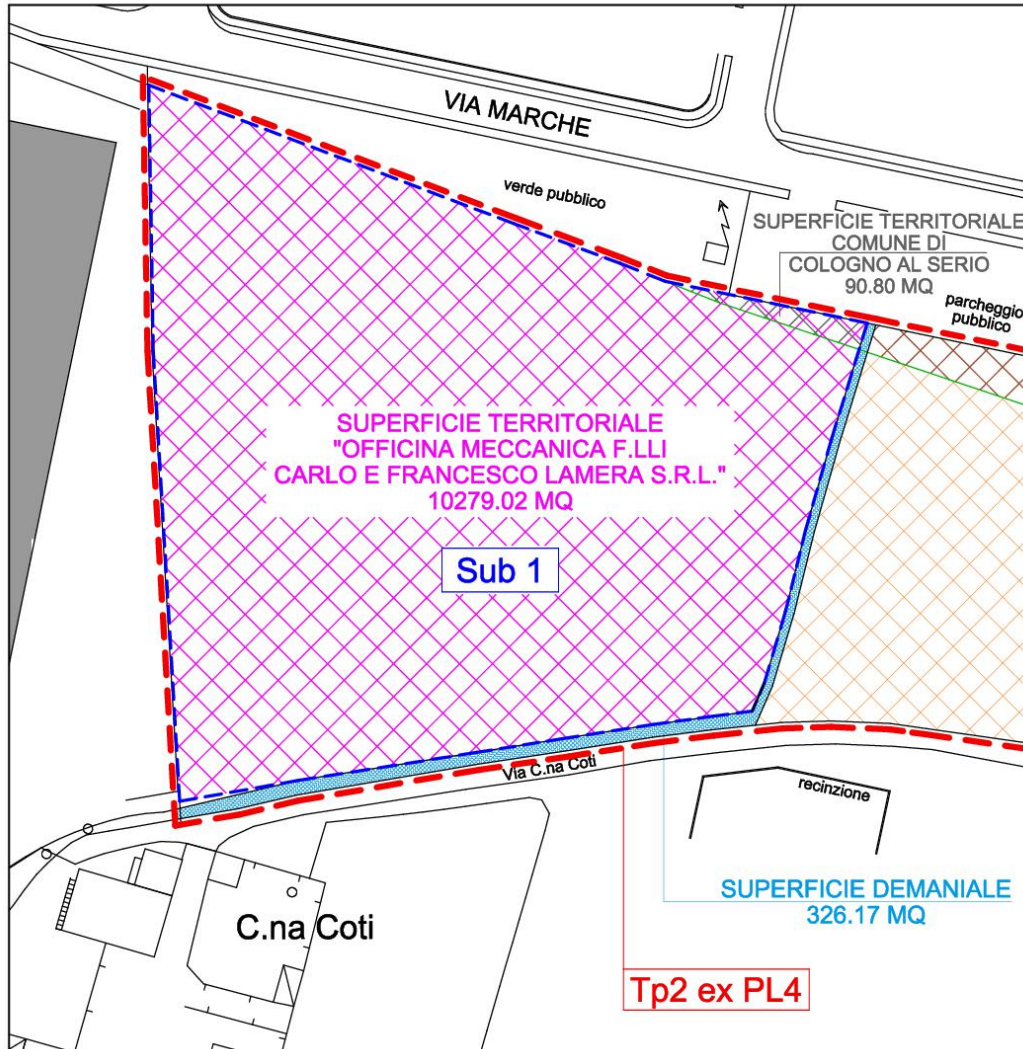 VIA MARCHE
verde pubblico
SUPERFICIE TERRITORIALE
COMUNE DI
COLOGNO AL SERIO
90.80 MQ
parcheggio
pubblico
SUPERFICIE TERRITORIALE
"OFFICINA MECCANICA F.LLI
CARLO E FRANCESCO LAMERA S.R.L."
10279.02 MQ
Sub 1
Via C.na Coti
recinzione
SUPERFICIE DEMANIALE
326.17 MQ
C.na Coti
Tp2 ex PL4